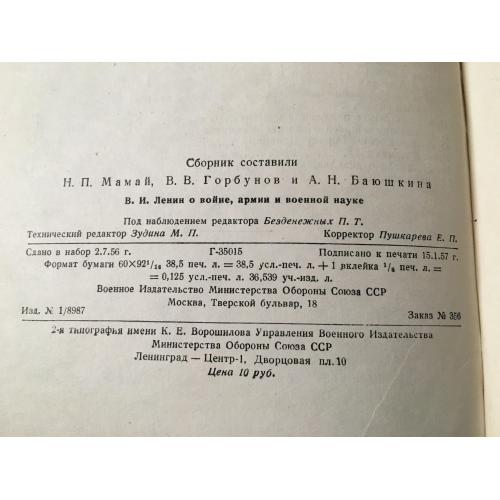 Сборник составили
Н. П. Мамай, В. В. Горбунов и А. Н. Баюшкина
В. И. Ленин о войне, армии и военной науке
Под наблюдением редактора Безденежных П. Т.
Технический редактор Зудина М. П. Корректор Пушкарева Е. П.
Сдано в набор 2.7.56 г. Г-35015 Подписано к печати 15.1.57 г.
Формат бумаги 60×92¹/₁₆ 38,5 печ. л. = 38,5 усл.-печ. л. + 1 вклейка ¹/₈ печ. л. =
= 0,125 усл.-печ. л. 36,539 уч.-изд. л.
Военное Издательство Министерства Обороны Союза ССР
Москва, Тверской бульвар, 18
Изд. № 1/8987 Заказ № 356
2-я типографья имени К. Е. Ворошилова Управления Военного Издательства
Министерства Обороны Союза ССР
Ленинград — Центр-1, Дворцовая пл. 10
Цена 10 руб.